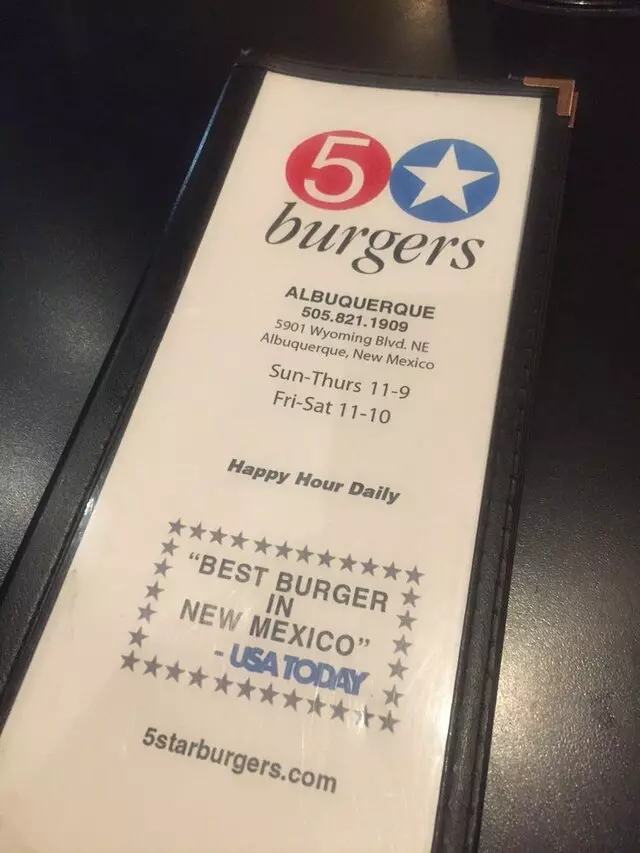 5
burgers
ALBUQUERQUE
505.821.1909
5901 Wyoming Blvd. NE
Albuquerque, New Mexico
Sun-Thurs 11-9
Fri-Sat 11-10
Happy Hour Daily
"BEST BURGER
IN
NEW MEXICO"
- USA TODAY
5starburgers.com